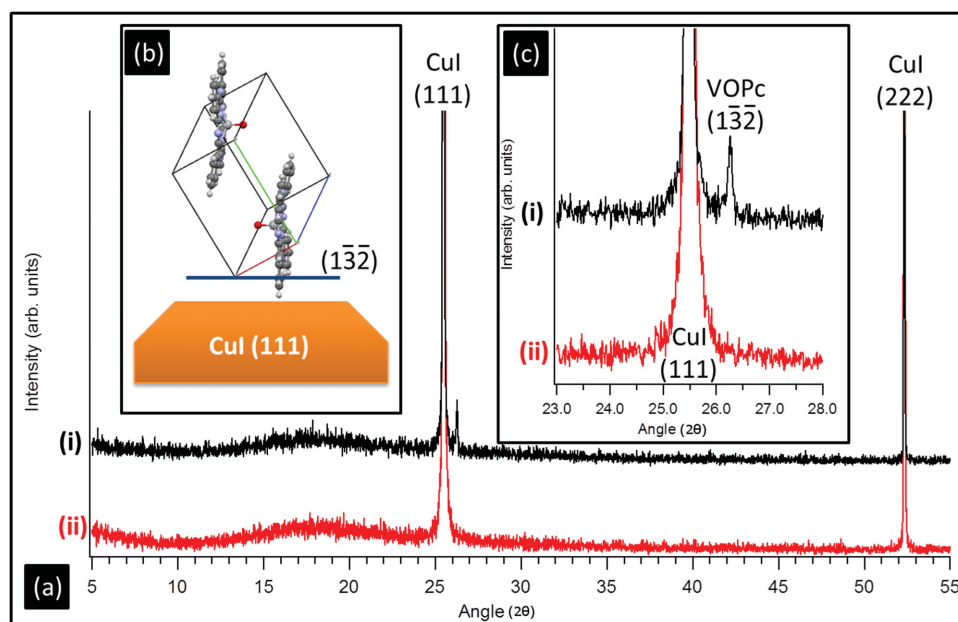 (b)
(13̅2̅)
CuI (111)
CuI
(111)
(c)
VOPc
(13̅2̅)
(i)
(ii)
CuI
(111)
Intensity (arb. units)
23.0 24.0 25.0 26.0 27.0 28.0
Angle (2θ)
CuI
(222)
Intensity (arb. units)
(i)
(ii)
(a)
5 10 15 20 25 30 35 40 45 50 55
Angle (2θ)